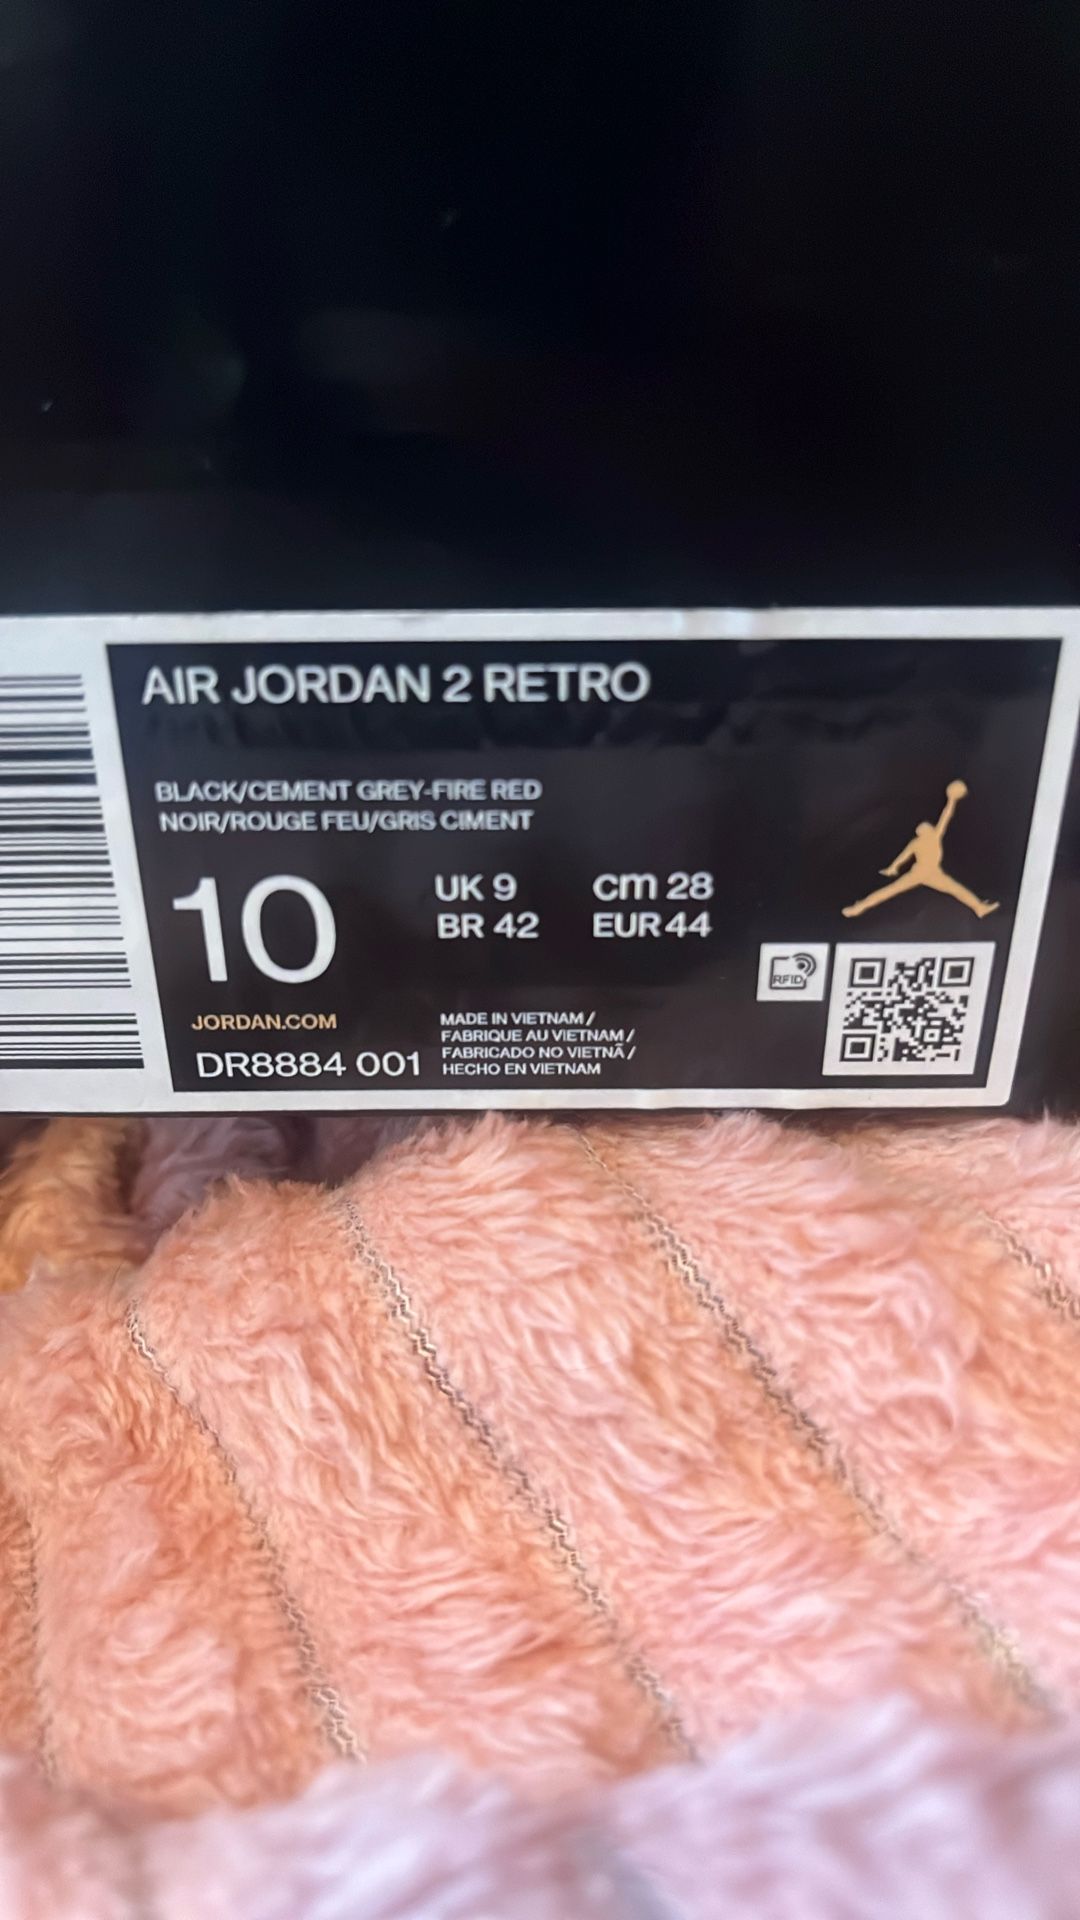 AIR JORDAN 2 RETRO
BLACK/CEMENT GREY-FIRE RED
NOIR/ROUGE FEU/GRIS CIMENT
10
UK 9 cm 28
BR 42 EUR 44
RFID
JORDAN.COM
DR8884 001
MADE IN VIETNAM /
FABRIQUE AU VIETNAM /
FABRICADO NO VIETNÃ /
HECHO EN VIETNAM